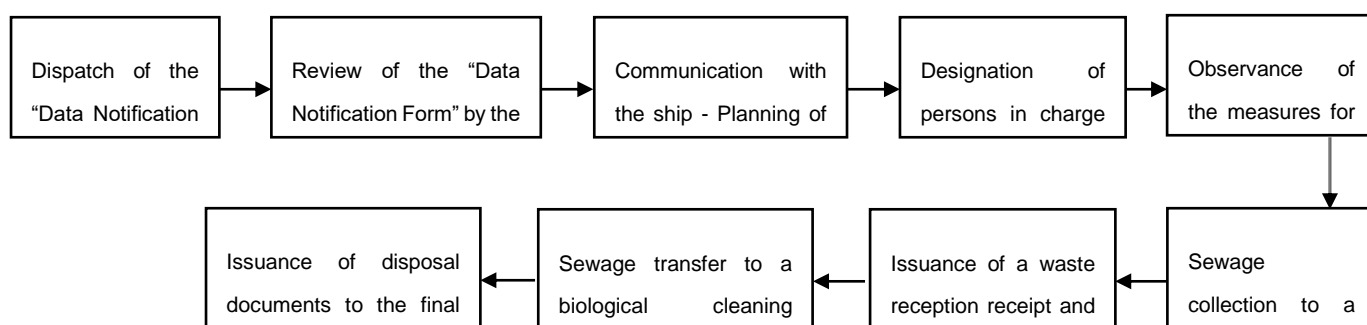 Dispatch of the
“Data Notification
Review of the “Data
Notification Form” by the
Communication with
the ship - Planning of
Designation of
persons in charge
Observance of
the measures for
Sewage
collection to a
Issuance of a waste
reception receipt and
Sewage transfer to a
biological cleaning
Issuance of disposal
documents to the final